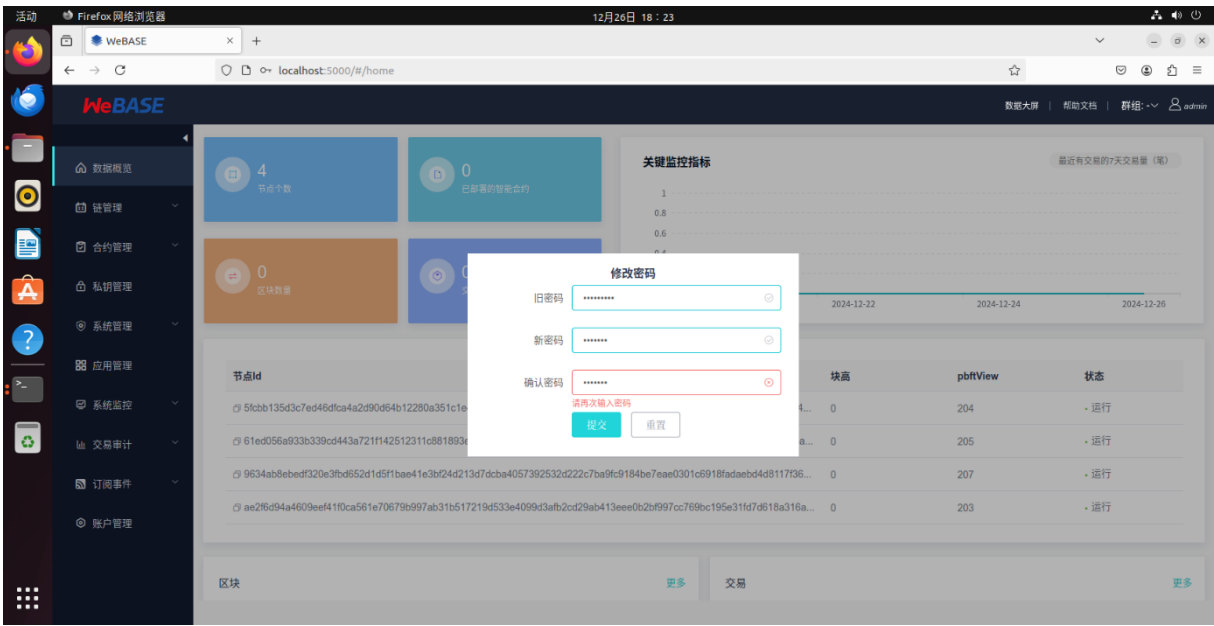 活动 Firefox 网络浏览器 12月26日 18：23
WeBASE
localhost:5000/#/home
WeBASE 数据大屏 | 帮助文档 | 群组: - admin
数据概览
链管理
合约管理
私钥管理
系统管理
应用管理
系统监控
交易审计
订阅事件
账户管理
4
节点个数
0
已部署的智能合约
0
区块数量
关键监控指标 最近有交易的7天交易量（笔）
1
0.8
0.6
2024-12-22 2024-12-24 2024-12-26
修改密码
旧密码 •••••••••
新密码 •••••••
确认密码 •••••••
请再次输入密码
提交 重置
节点Id 块高 pbftView 状态
0 204 运行
0 205 运行
0 207 运行
0 203 运行
区块 更多 交易 更多